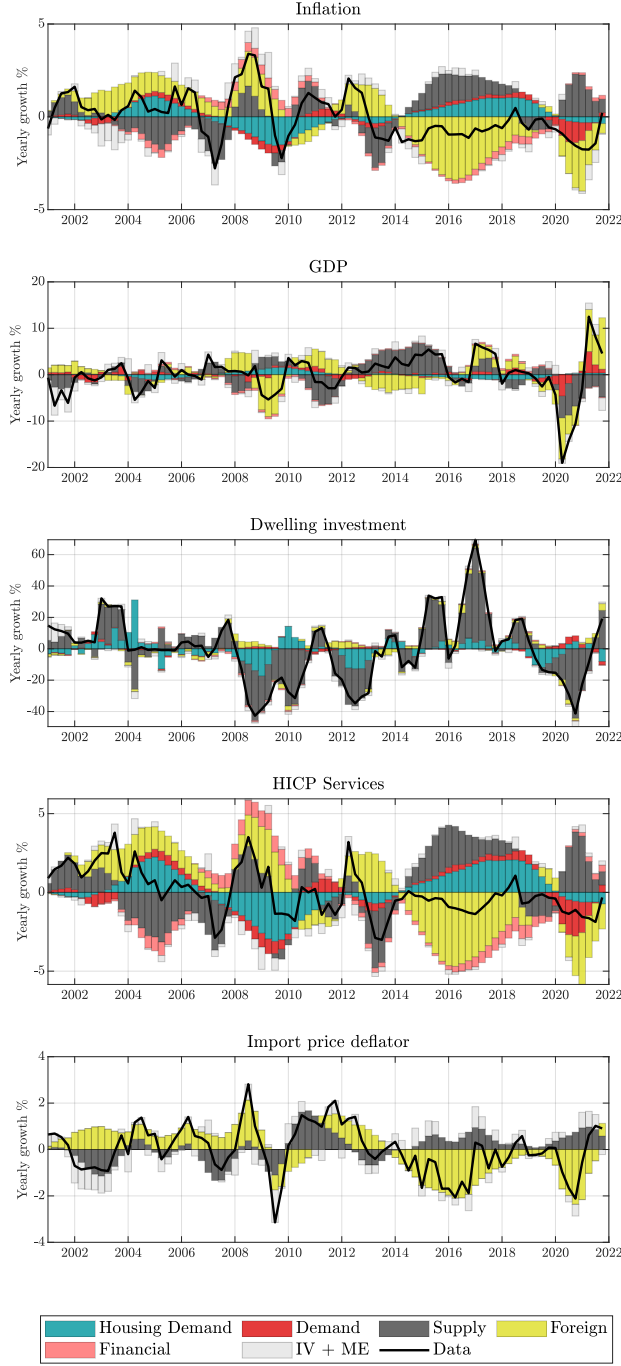 Inflation
Yearly growth %
5
0
-5
2002 2004 2006 2008 2010 2012 2014 2016 2018 2020 2022
GDP
Yearly growth %
20
10
0
-10
-20
2002 2004 2006 2008 2010 2012 2014 2016 2018 2020 2022
Dwelling investment
Yearly growth %
60
40
20
0
-20
-40
2002 2004 2006 2008 2010 2012 2014 2016 2018 2020 2022
HICP Services
Yearly growth %
5
0
-5
2002 2004 2006 2008 2010 2012 2014 2016 2018 2020 2022
Import price deflator
Yearly growth %
4
2
0
-2
-4
2002 2004 2006 2008 2010 2012 2014 2016 2018 2020 2022
Housing Demand Demand Supply Foreign
Financial IV + ME Data